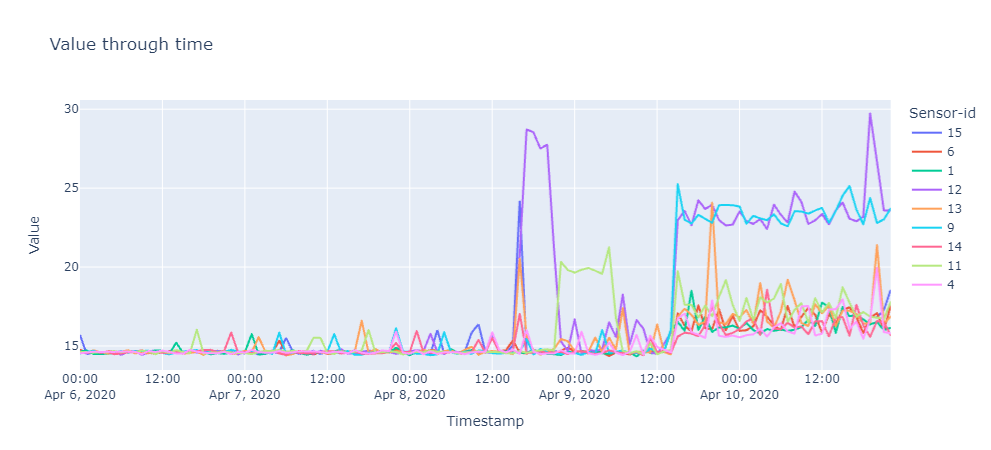 Value through time
Sensor-id
15
6
1
12
13
9
14
11
4
Value
30
25
20
15
00:00 12:00 00:00 12:00 00:00 12:00 00:00 12:00 00:00 12:00
Apr 6, 2020 Apr 7, 2020 Apr 8, 2020 Apr 9, 2020 Apr 10, 2020
Timestamp